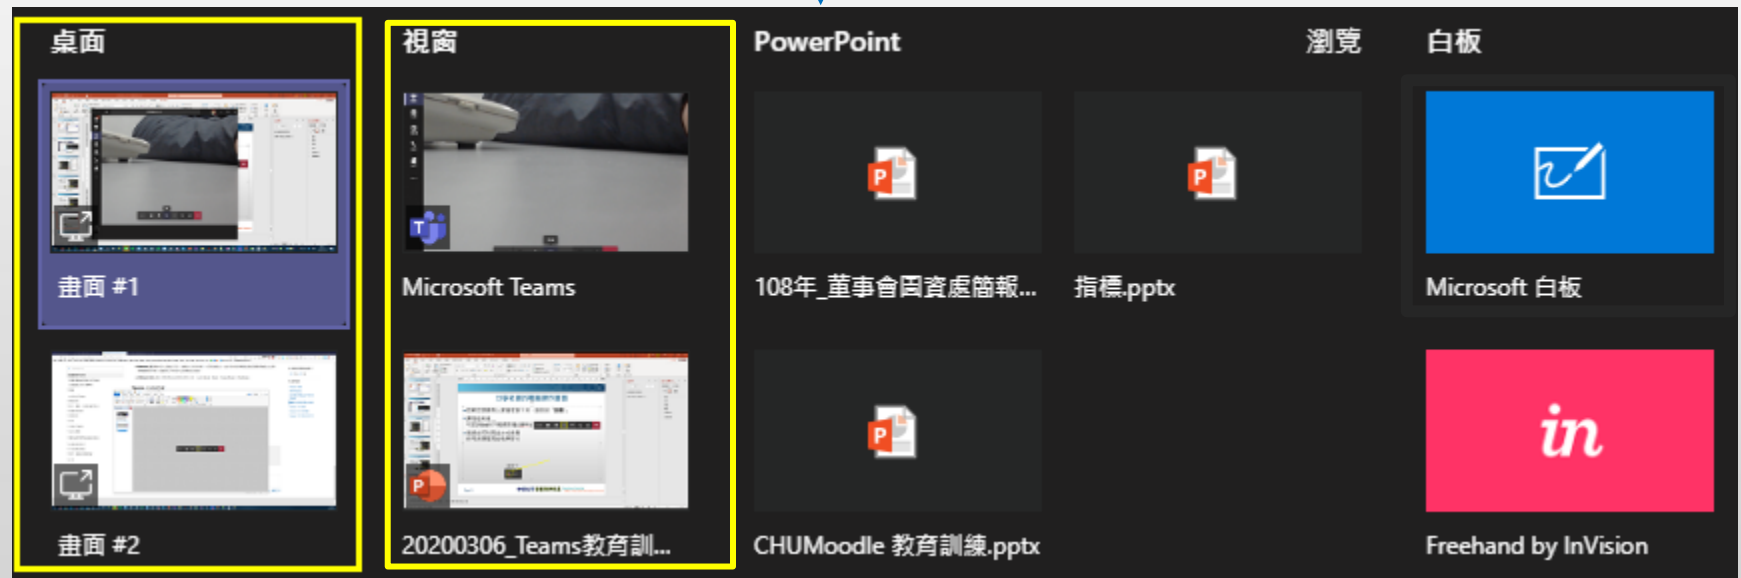 桌面
畫面 #1
畫面 #2
視窗
Microsoft Teams
20200306_Teams教育訓...
PowerPoint
瀏覽
108年_董事會圖資處簡報...
指標.pptx
CHUMoodle 教育訓練.pptx
白板
Microsoft 白板
in
Freehand by InVision